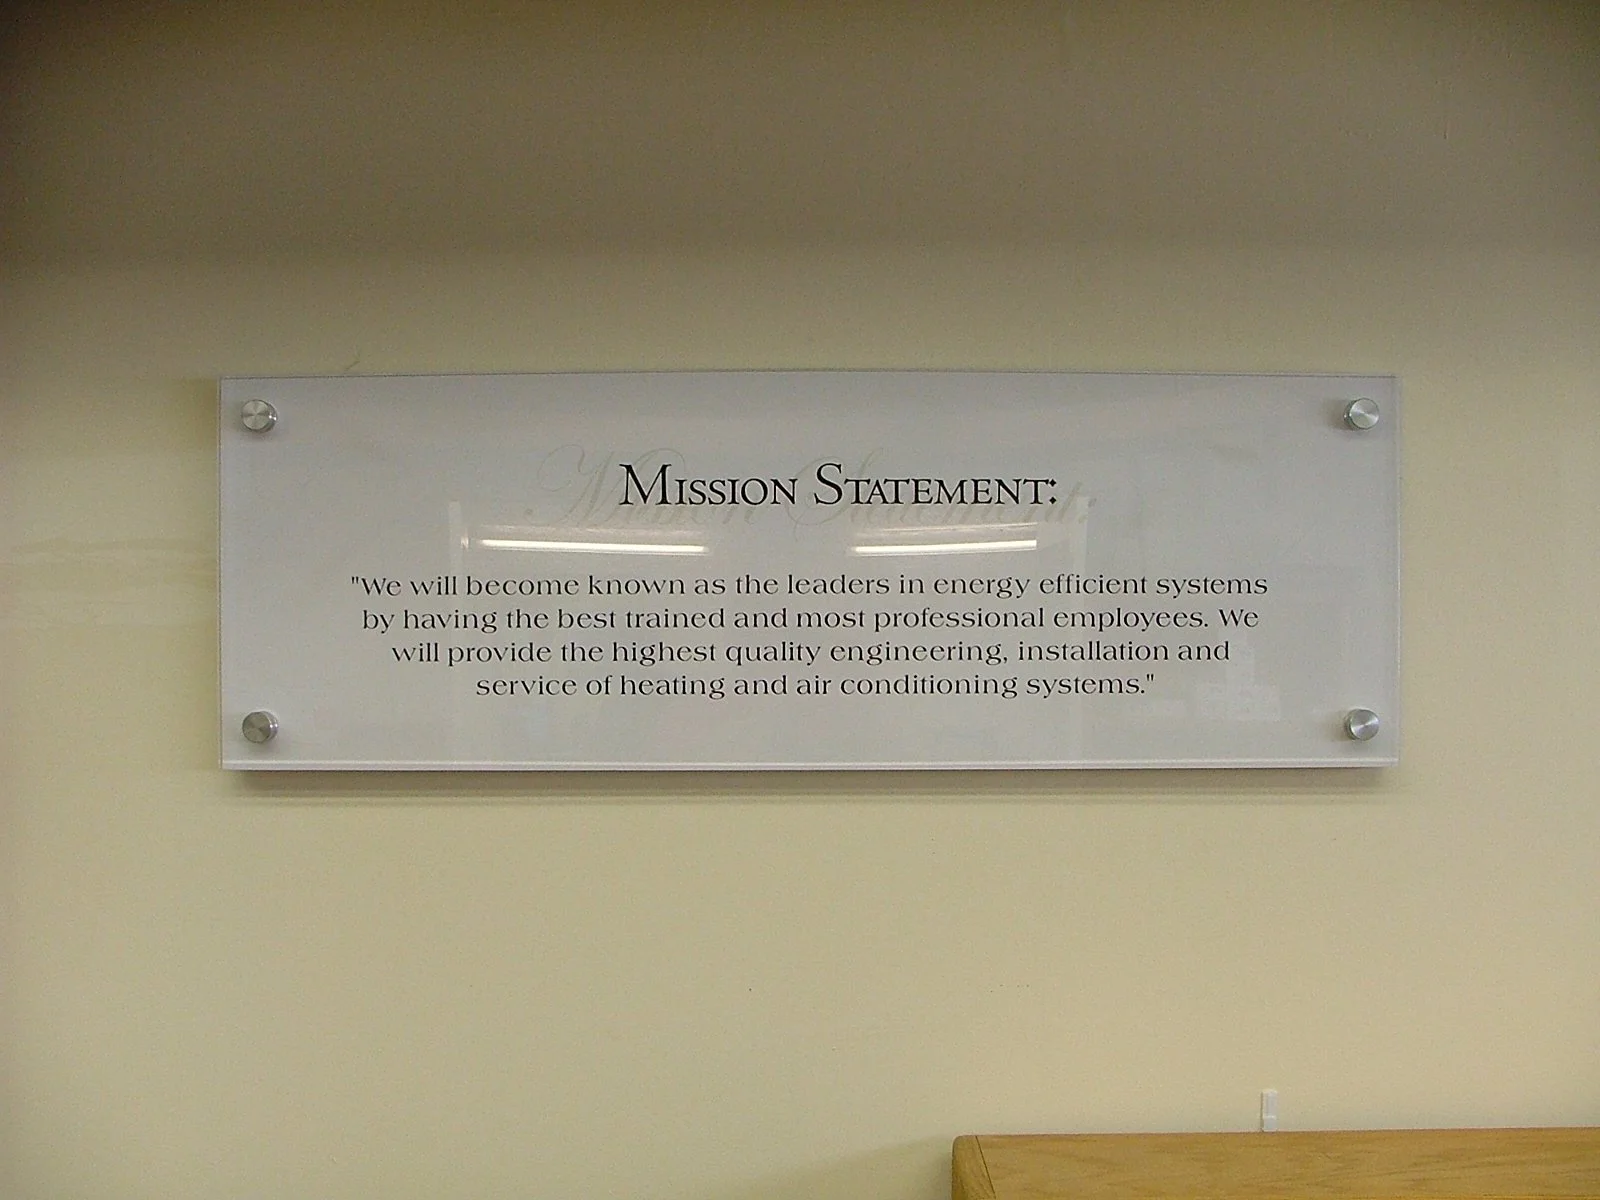 Mission Statement:
Mission Statement:
"We will become known as the leaders in energy efficient systems
by having the best trained and most professional employees. We
will provide the highest quality engineering, installation and
service of heating and air conditioning systems."